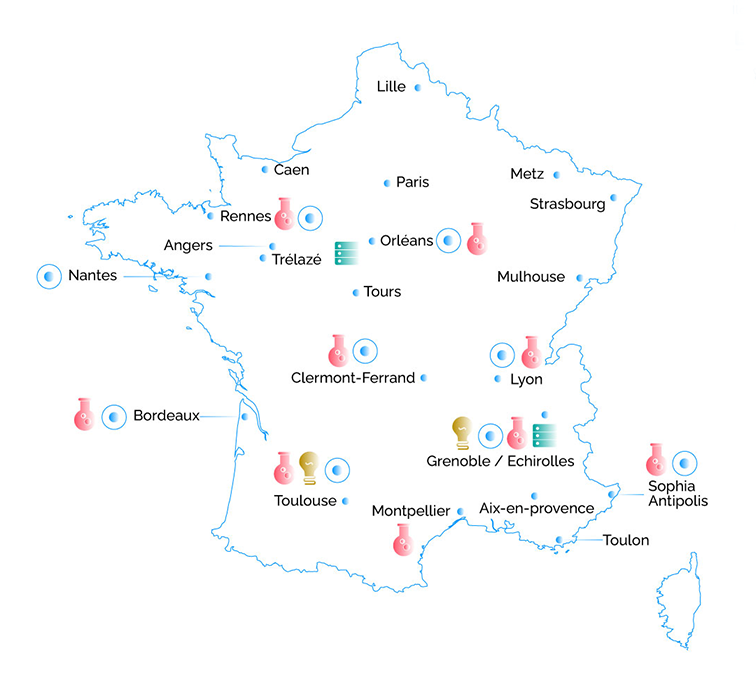 Lille
Caen
Paris
Metz
Strasbourg
Rennes
Angers
Orléans
Trélazé
Nantes
Mulhouse
Tours
Clermont-Ferrand
Lyon
Bordeaux
Grenoble / Echirolles
Sophia
Antipolis
Toulouse
Montpellier
Aix-en-provence
Toulon